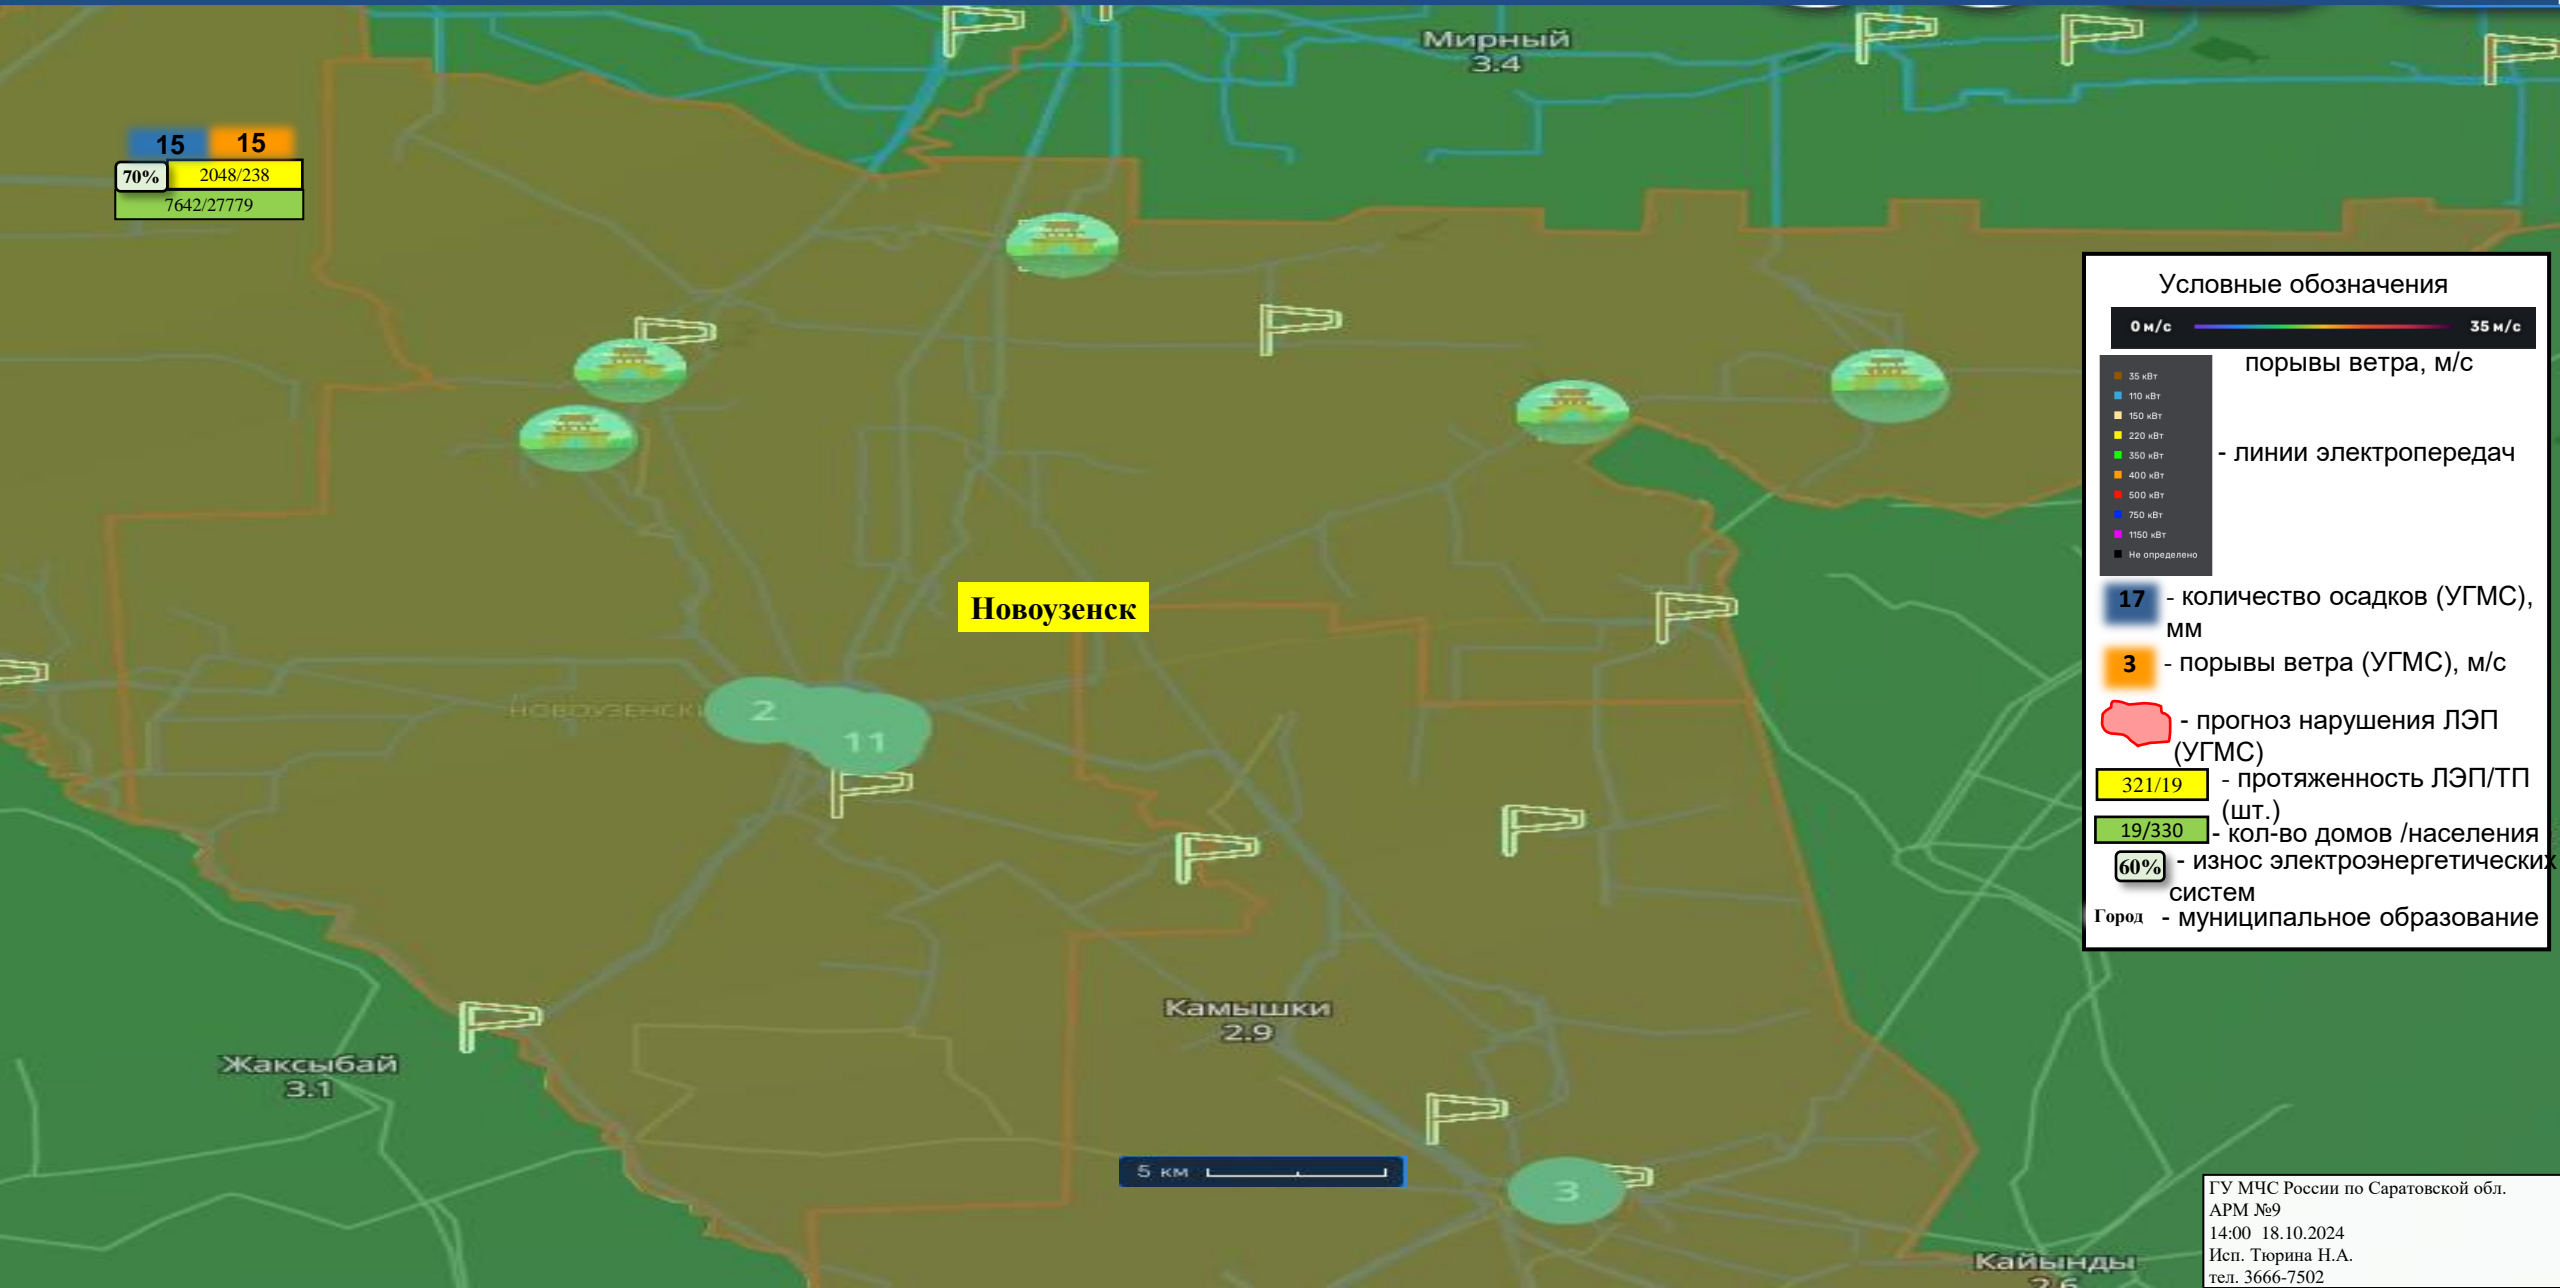 Мирный
3.4
15 15
70% 2048/238
7642/27779
Новоузенск
2
11
Камышки
2.9
Жаксыбай
3.1
5 км
3
Кайынды
2.6
Условные обозначения
0 м/с 35 м/с
порывы ветра, м/с
35 кВт
110 кВт
150 кВт
220 кВт
350 кВт
400 кВт
500 кВт
750 кВт
1150 кВт
Не определено
- линии электропередач
17 - количество осадков (УГМС),
мм
3 - порывы ветра (УГМС), м/с
- прогноз нарушения ЛЭП
(УГМС)
321/19 - протяженность ЛЭП/ТП
(шт.)
19/330 - кол-во домов /населения
60% - износ электроэнергетических
систем
Город - муниципальное образование
ГУ МЧС России по Саратовской обл.
АРМ №9
14:00 18.10.2024
Исп. Тюрина Н.А.
тел. 3666-7502